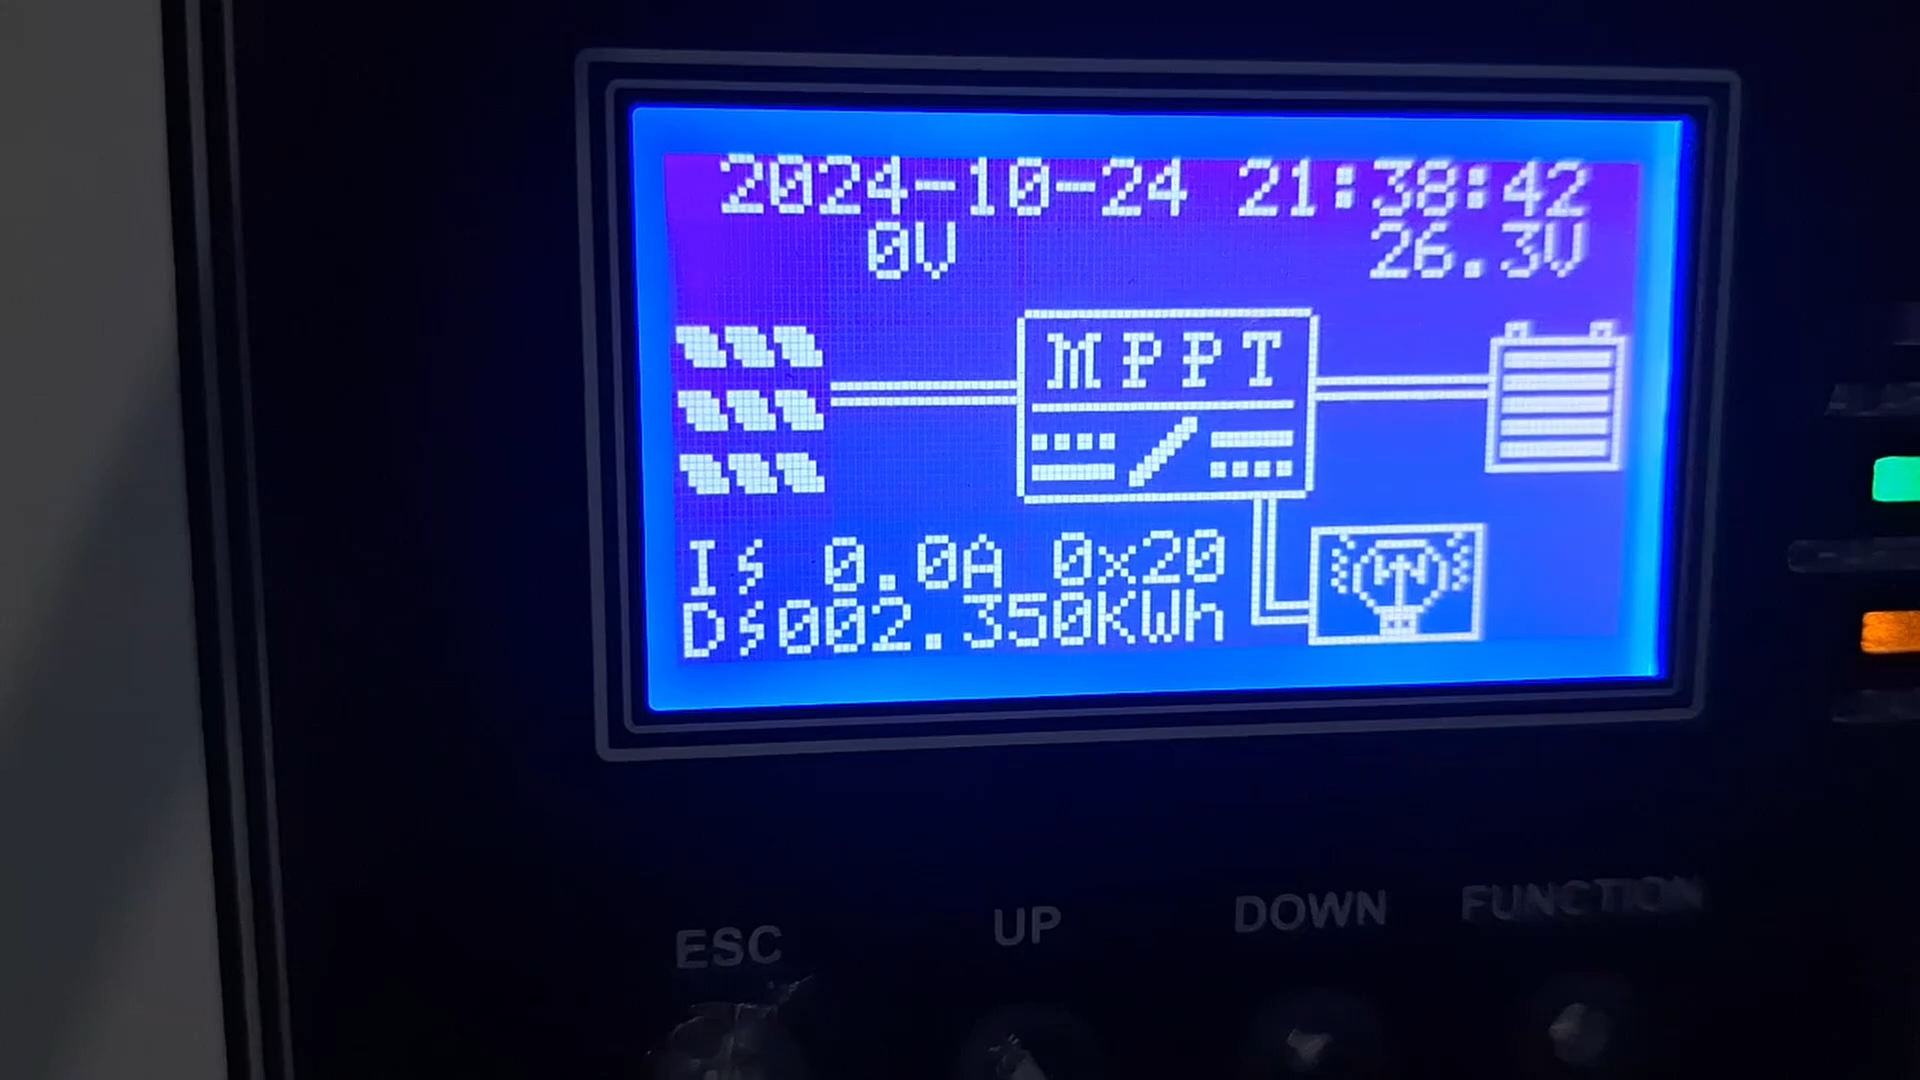 2024-10-24 21:38:42
0V 26.3V
MPPT
I⚡ 0.0A 0x20
D⚡002.350KWh
ESC UP DOWN FUNCTION